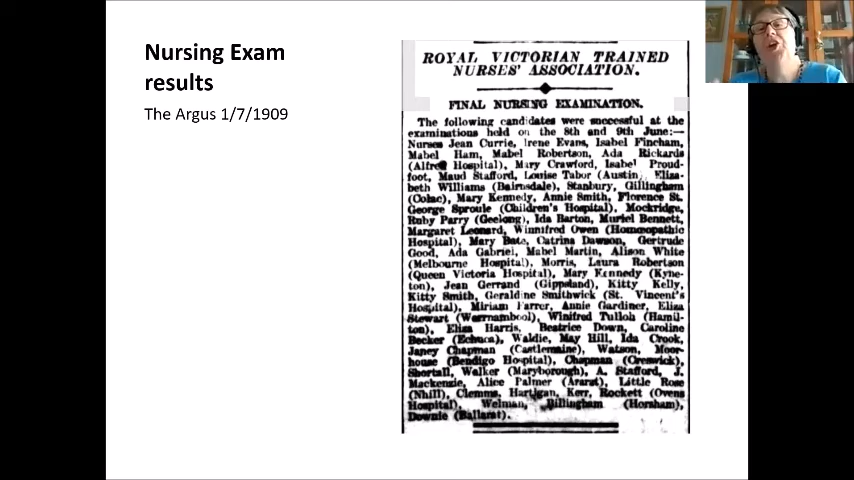 Nursing Exam
results
The Argus 1/7/1909
ROYAL VICTORIAN TRAINED
NURSES' ASSOCIATION.
FINAL NURSING EXAMINATION.
The following candidates were successful at the
examinations held on the 8th and 9th June:—
Nurses Jean Currie, Irene Evans, Isabel Fincham,
Mabel Ham, Mabel Robertson, Ada Rickards
(Alfred Hospital), Mary Crawford, Isabel Proud-
foot, Maud Stafford, Louise Tabor (Austin), Eliza-
beth Williams (Bairnsdale), Stanbury, Gillingham
(Colac), Mary Kennedy, Annie Smith, Florence St.
George Sproule (Children's Hospital), Mockridge,
Ruby Parry (Geelong), Ida Barton, Muriel Bennett,
Margaret Leonard, Winnifred Owen (Homœopathic
Hospital), Mary Bate, Catrina Dawson, Gertrude
Good, Ada Gabriel, Mabel Martin, Alison White
(Melbourne Hospital), Morris, Laura Robertson
(Queen Victoria Hospital), Mary Kennedy (Kyne-
ton), Jean Gerrand (Gippsland), Kitty Kelly,
Kitty Smith, Geraldine Smithwick (St. Vincent's
Hospital), Miriam Farrer, Annie Gardiner, Eliza
Stewart (Warrnambool), Winifred Tulloh (Hamil-
ton), Eliza Harris, Beatrice Down, Caroline
Becker (Echuca), Waldie, May Hill, Ida Crook,
Janey Chapman (Castlemaine), Watson, Moor-
house (Bendigo Hospital), Chapman (Creswick),
Shortall, Walker (Maryborough), A. Stafford, J.
Mackenzie, Alice Palmer (Ararat), Little Rose
(Nhill), Clemms, Hartigan, Kerr, Rockett (Ovens
Hospital), Welman, Billingham (Horsham),
Downie (Ballarat).